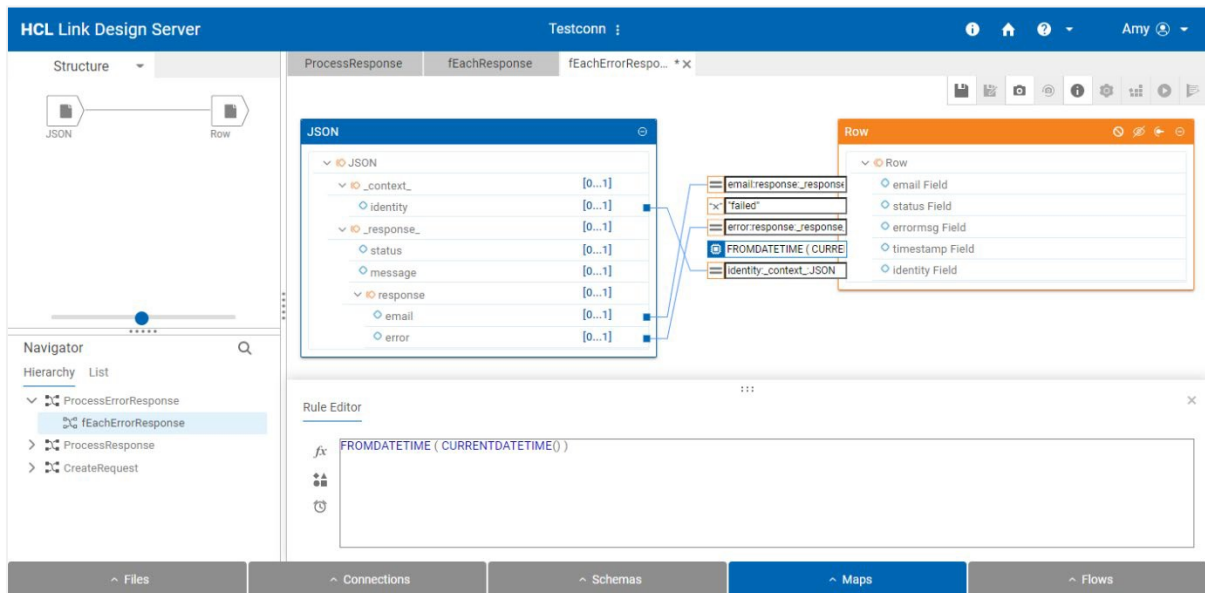 HCL Link Design Server
Testconn
Amy
Structure
JSON
Row
ProcessResponse
fEachResponse
fEachErrorRespo... *
JSON
JSON
_context_ [0...1]
identity [0...1]
_response_ [0...1]
status [0...1]
message [0...1]
response [0...1]
email [0...1]
error [0...1]
email:response:_response
"failed"
error:response:_response_
FROMDATETIME ( CURRE
identity:_context_:JSON
Row
Row
email Field
status Field
errormsg Field
timestamp Field
identity Field
Navigator
Hierarchy List
ProcessErrorResponse
fEachErrorResponse
ProcessResponse
CreateRequest
Rule Editor
fx
FROMDATETIME ( CURRENTDATETIME() )
Files
Connections
Schemas
Maps
Flows